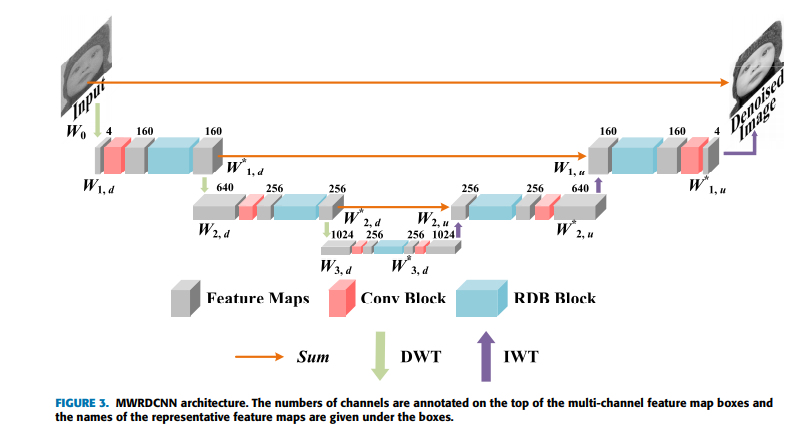 Input
Denoised
Image
W0 4 160 160 160 160 4
W1, d W*1, d W1, u W*1, u
640 256 256 256 256 640
W2, d W*2, d W2, u W*2, u
1024 256 256 1024
W3, d W*3, d
Feature Maps Conv Block RDB Block
Sum DWT IWT
FIGURE 3. MWRDCNN architecture. The numbers of channels are annotated on the top of the multi-channel feature map boxes and
the names of the representative feature maps are given under the boxes.